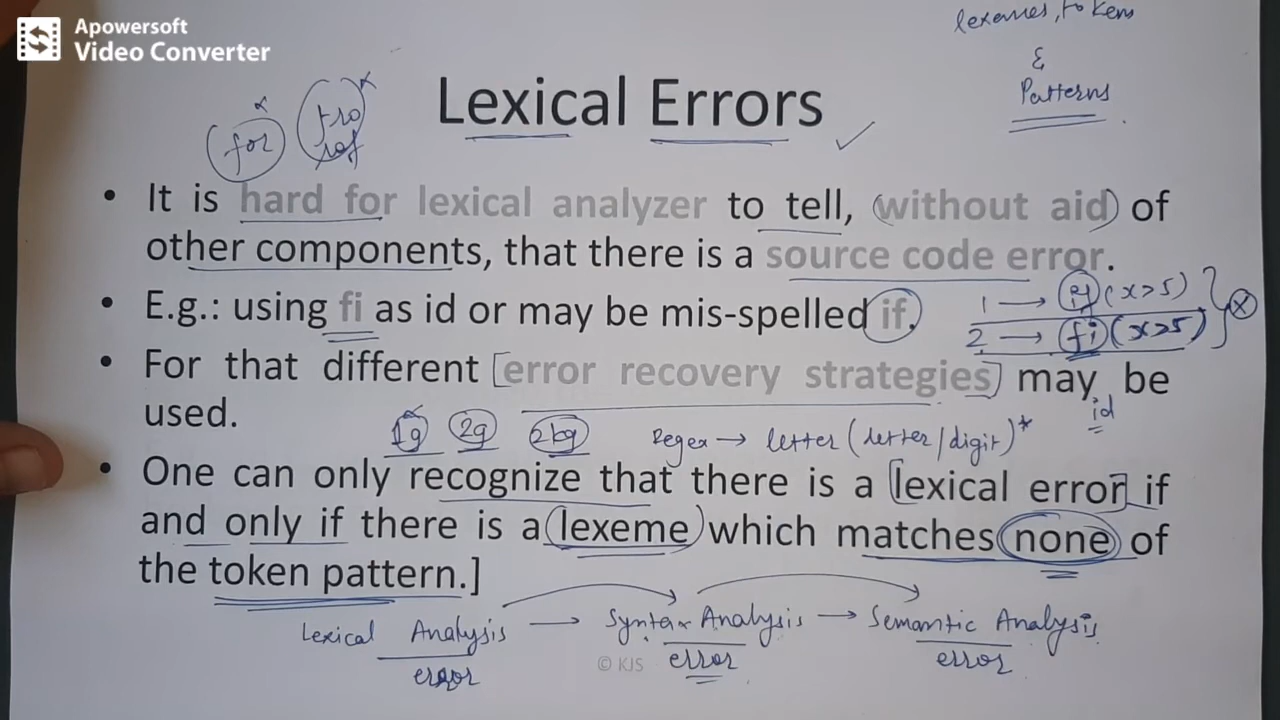 Apowersoft
Video Converter
lexemes, tokens
&
Patterns
for
fro
rof
Lexical Errors
• It is hard for lexical analyzer to tell, (without aid) of
other components, that there is a source code error.
1 → if (x>5)
• E.g.: using fi as id or may be mis-spelled if.
2 → fi (x>5)
• For that different [error recovery strategies] may be
used.
id
1g 2g 2kg Regex → letter (letter/digit)*
• One can only recognize that there is a [lexical error] if
and only if there is a (lexeme) which matches none of
the token pattern.]
Lexical Analysis → Syntax Analysis → Semantic Analysis
error error error
© KJS